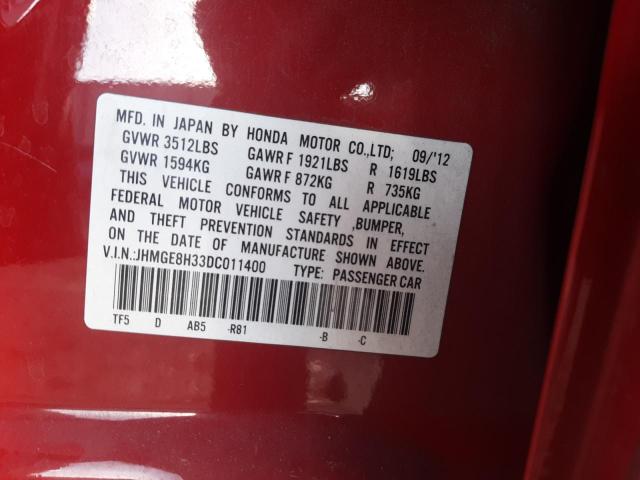 MFD. IN JAPAN BY HONDA MOTOR CO.,LTD; 09/'12
GVWR 3512LBS GAWR F 1921LBS R 1619LBS
GVWR 1594KG GAWR F 872KG R 735KG
THIS VEHICLE CONFORMS TO ALL APPLICABLE
FEDERAL MOTOR VEHICLE SAFETY ,BUMPER,
AND THEFT PREVENTION STANDARDS IN EFFECT
ON THE DATE OF MANUFACTURE SHOWN ABOVE.
V.I.N.:JHMGE8H33DC011400 TYPE: PASSENGER CAR
TF5 D AB5 -R81 -B -C